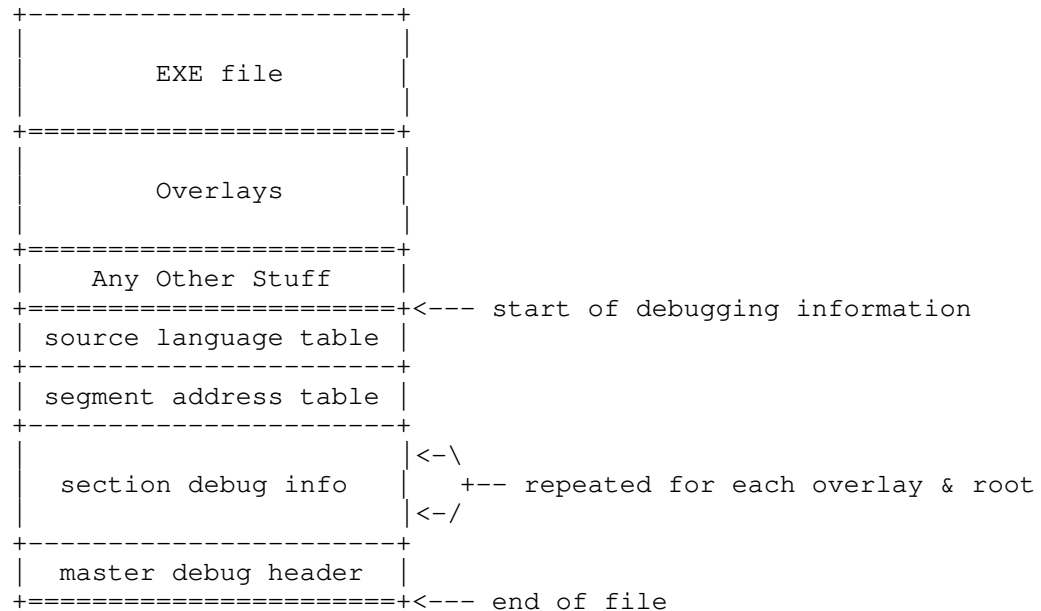 EXE file
Overlays
Any Other Stuff
<--- start of debugging information
source language table
segment address table
<-\
section debug info +-- repeated for each overlay & root
<-/
master debug header
<--- end of file